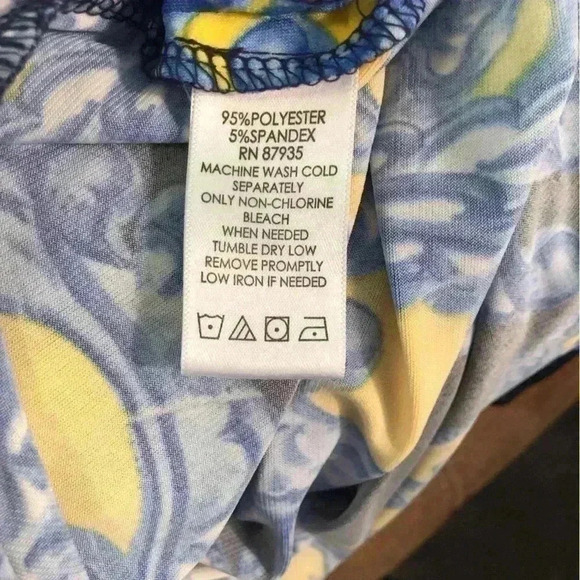 95%POLYESTER
5%SPANDEX
RN 87935
MACHINE WASH COLD
SEPARATELY
ONLY NON-CHLORINE
BLEACH
WHEN NEEDED
TUMBLE DRY LOW
REMOVE PROMPTLY
LOW IRON IF NEEDED